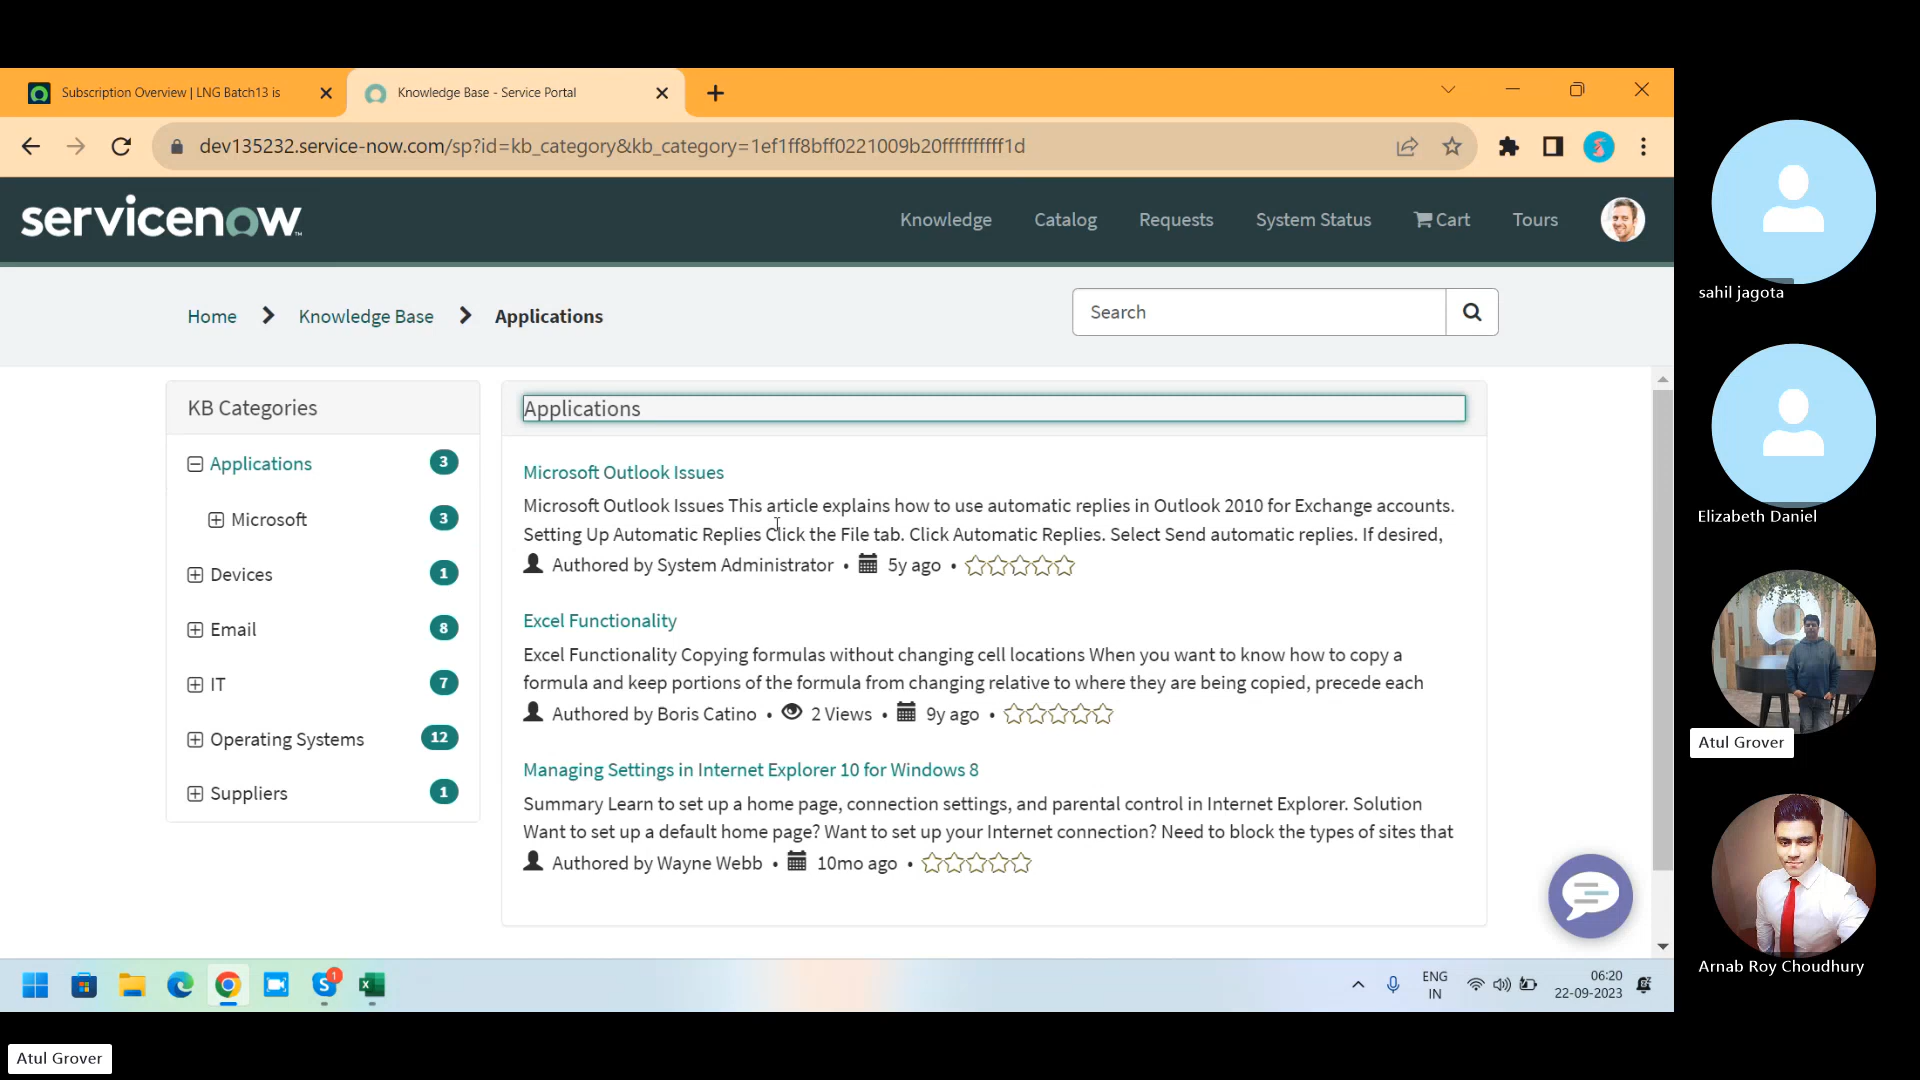 Subscription Overview | LNG Batch13 is
Knowledge Base - Service Portal
dev135232.service-now.com/sp?id=kb_category&kb_category=1ef1ff8bff0221009b20ffffffffff1d
servicenow
Knowledge
Catalog
Requests
System Status
Cart
Tours
Home
Knowledge Base
Applications
Search
KB Categories
Applications 3
Microsoft 3
Devices 1
Email 8
IT 7
Operating Systems 12
Suppliers 1
Applications
Microsoft Outlook Issues
Microsoft Outlook Issues This article explains how to use automatic replies in Outlook 2010 for Exchange accounts.
Setting Up Automatic Replies Click the File tab. Click Automatic Replies. Select Send automatic replies. If desired,
Authored by System Administrator • 5y ago •
Excel Functionality
Excel Functionality Copying formulas without changing cell locations When you want to know how to copy a
formula and keep portions of the formula from changing relative to where they are being copied, precede each
Authored by Boris Catino • 2 Views • 9y ago •
Managing Settings in Internet Explorer 10 for Windows 8
Summary Learn to set up a home page, connection settings, and parental control in Internet Explorer. Solution
Want to set up a default home page? Want to set up your Internet connection? Need to block the types of sites that
Authored by Wayne Webb • 10mo ago •
sahil jagota
Elizabeth Daniel
Atul Grover
Arnab Roy Choudhury
1
ENG
IN
06:20
22-09-2023
Atul Grover